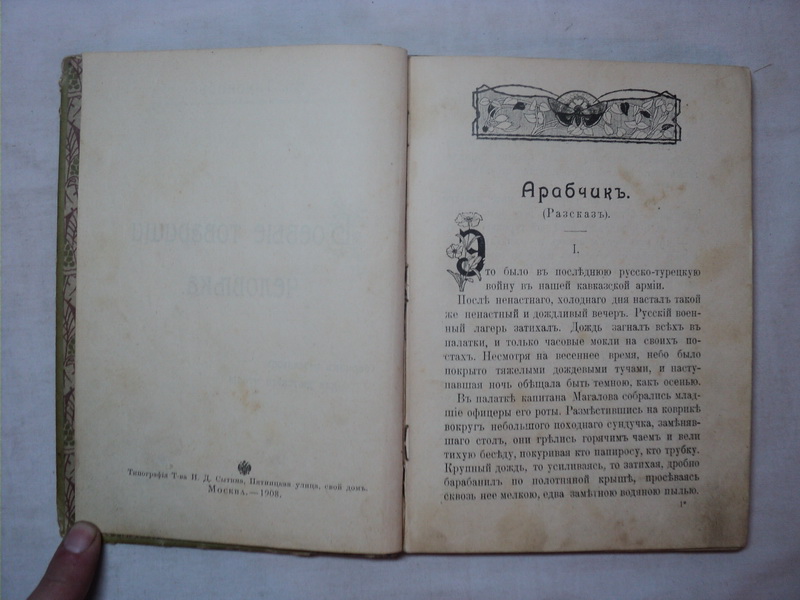 Типографія Т-ва И. Д. Сытина, Пятницкая улица, свой домъ.
Москва.—1908.
Арабчикъ.
(Разсказъ).
I.
Это было въ послѣднюю русско-турецкую
войну въ нашей кавказской арміи.
Послѣ ненастнаго, холоднаго дня насталъ такой
же ненастный и дождливый вечеръ. Русскій воен-
ный лагерь затихалъ. Дождь загналъ всѣхъ въ
палатки, и только часовые мокли на своихъ по-
стахъ. Несмотря на весеннее время, небо было
покрыто тяжелыми дождевыми тучами, и насту-
павшая ночь обѣщала быть темною, какъ осенью.
Въ палаткѣ капитана Магалова собрались млад-
шіе офицеры его роты. Размѣстившись на коврикѣ
вокругъ небольшого походнаго сундучка, замѣняв-
шаго столъ, они грѣлись горячимъ чаемъ и вели
тихую бесѣду, покуривая кто папиросу, кто трубку.
Крупный дождь, то усиливаясь, то затихая, дробно
барабанилъ по полотняной крышѣ, просѣиваясь
сквозь нее мелкою, едва замѣтною водяною пылью.
1*